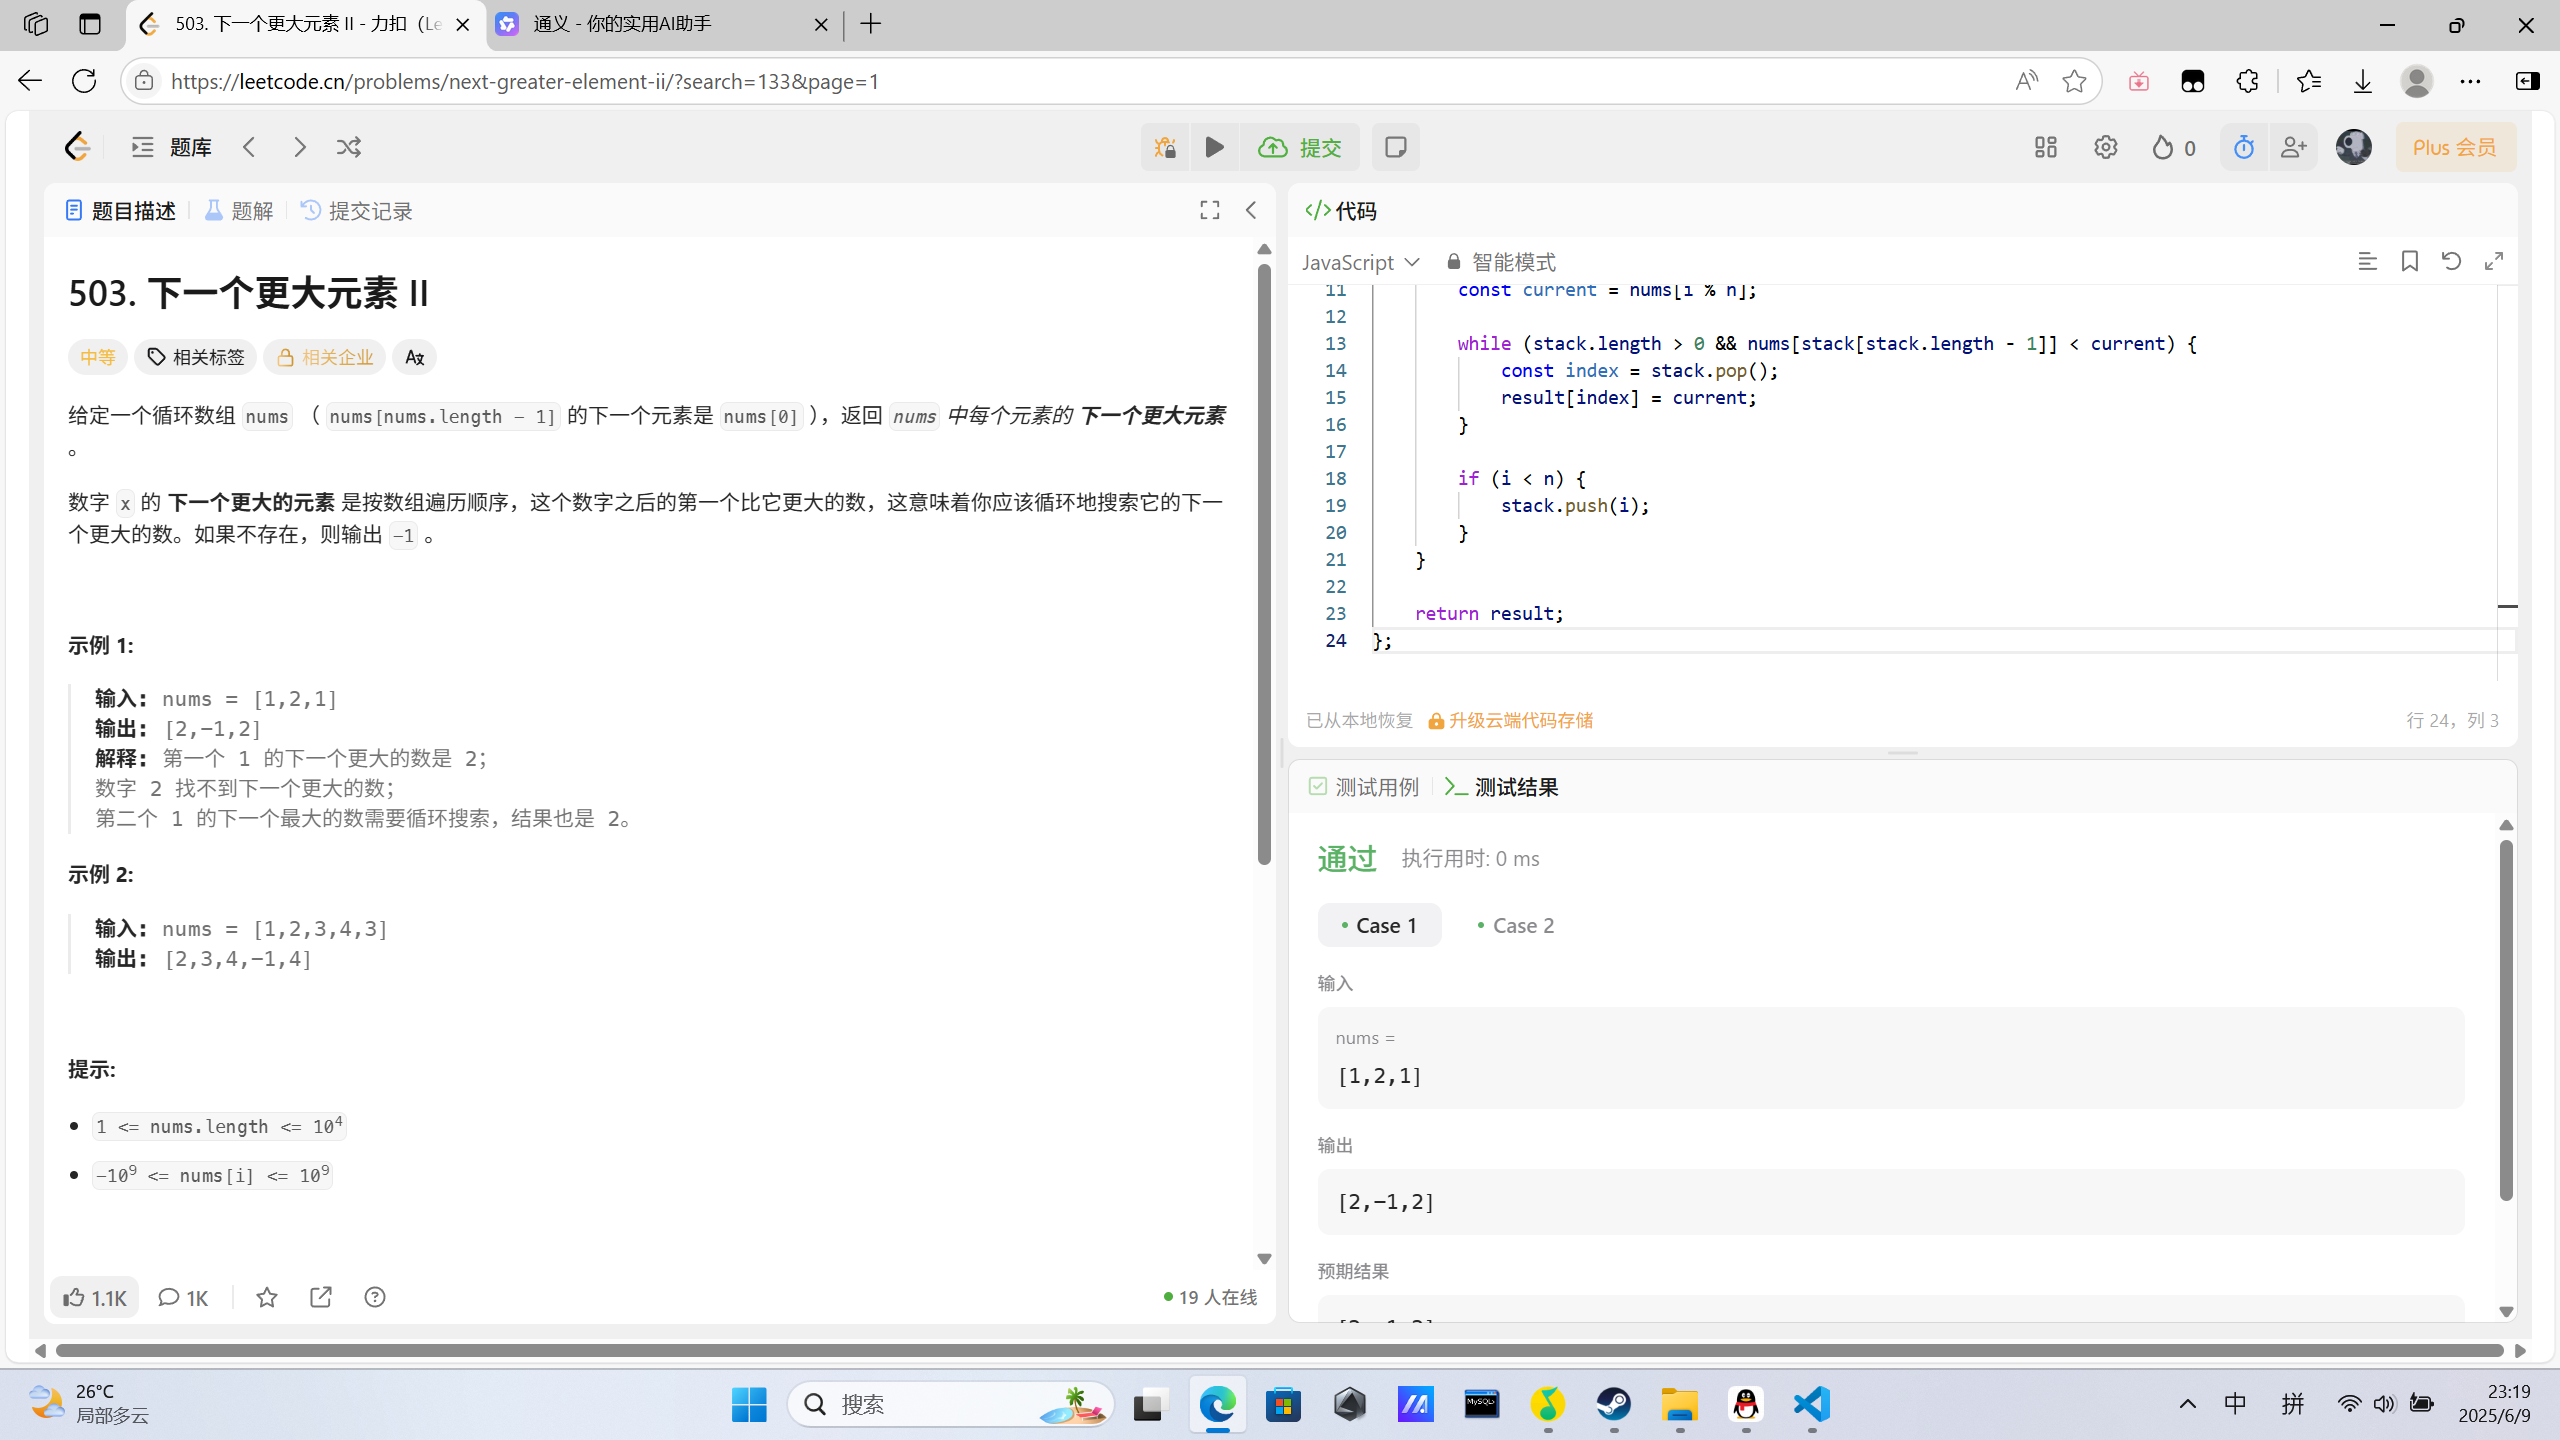 503. 下一个更大元素 II - 力扣（Le
通义 - 你的实用AI助手
https://leetcode.cn/problems/next-greater-element-ii/?search=133&page=1
题库
提交
0
Plus 会员
题目描述
题解
提交记录
503. 下一个更大元素 II
中等
相关标签
相关企业
给定一个循环数组 nums （ nums[nums.length - 1] 的下一个元素是 nums[0] ），返回 nums 中每个元素的 下一个更大元素
。
数字 x 的 下一个更大的元素 是按数组遍历顺序，这个数字之后的第一个比它更大的数，这意味着你应该循环地搜索它的下一
个更大的数。如果不存在，则输出 -1 。
示例 1:
输入: nums = [1,2,1]
输出: [2,-1,2]
解释: 第一个 1 的下一个更大的数是 2；
数字 2 找不到下一个更大的数；
第二个 1 的下一个最大的数需要循环搜索，结果也是 2。
示例 2:
输入: nums = [1,2,3,4,3]
输出: [2,3,4,-1,4]
提示:
1 <= nums.length <= 10⁴
-10⁹ <= nums[i] <= 10⁹
1.1K
1K
19 人在线
代码
JavaScript
智能模式
11 const current = nums[i % n];
12
13 while (stack.length > 0 && nums[stack[stack.length - 1]] < current) {
14 const index = stack.pop();
15 result[index] = current;
16 }
17
18 if (i < n) {
19 stack.push(i);
20 }
21 }
22
23 return result;
24 };
已从本地恢复
升级云端代码存储
行 24，列 3
测试用例
测试结果
通过
执行用时: 0 ms
Case 1
Case 2
输入
nums =
[1,2,1]
输出
[2,-1,2]
预期结果
[2,-1,2]
26°C
局部多云
搜索
MySQL
中
拼
23:19
2025/6/9